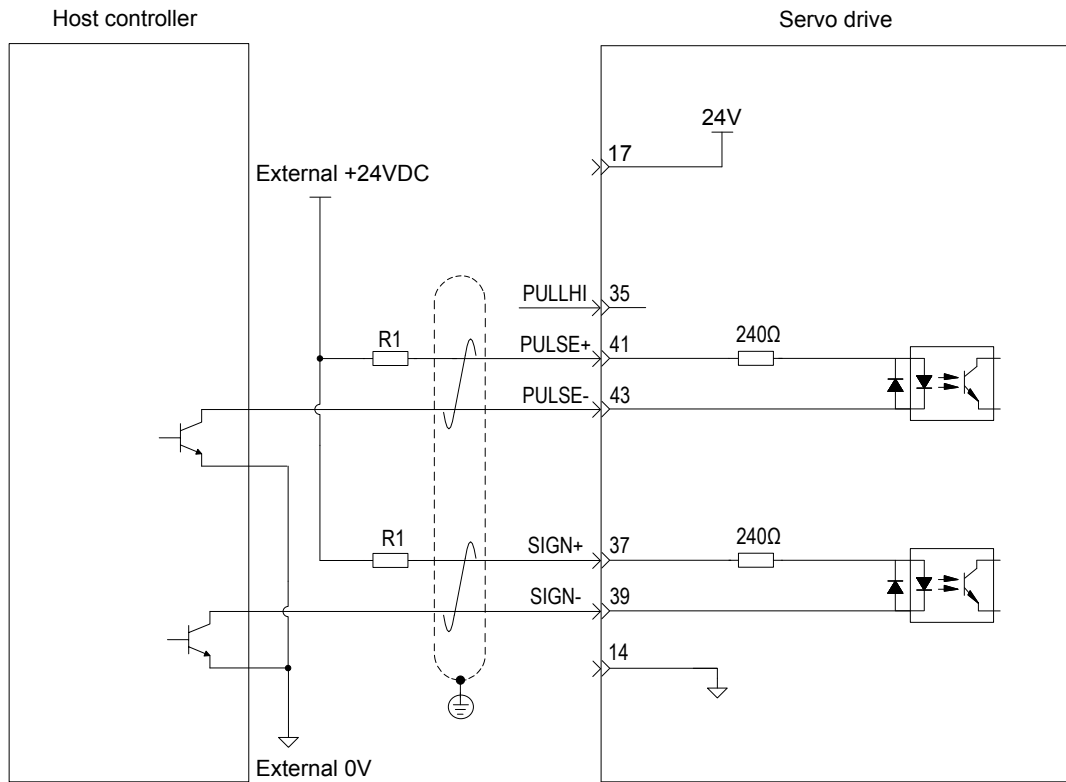 Host controller
Servo drive
24V
17
External +24VDC
PULLHI 35
R1
PULSE+ 41
240Ω
PULSE- 43
R1
SIGN+ 37
240Ω
SIGN- 39
14
External 0V